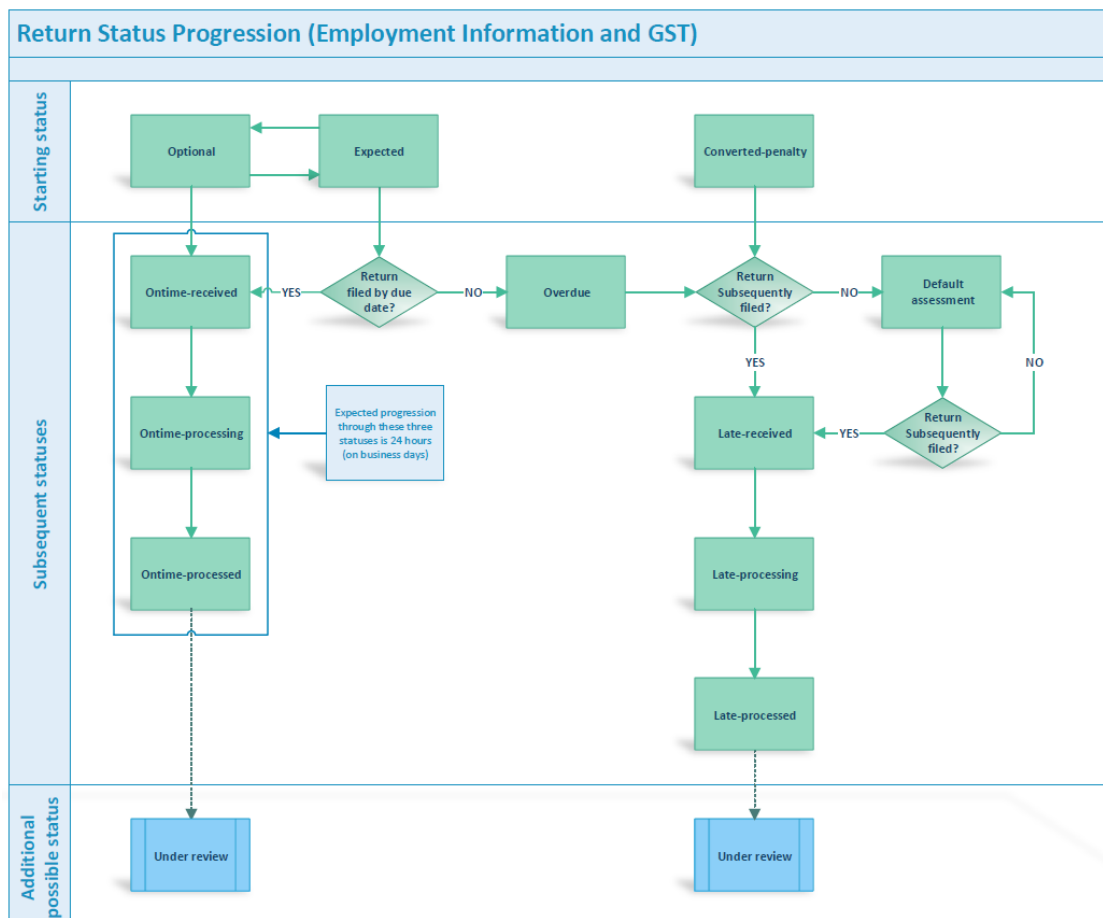 Return Status Progression (Employment Information and GST)
Starting status
Optional
Expected
Converted-penalty
Subsequent statuses
Ontime-received
YES
Return
filed by due
date?
NO
Overdue
Return
Subsequently
filed?
NO
Default
assessment
YES
NO
Ontime-processing
Expected progression
through these three
statuses is 24 hours
(on business days)
Late-received
YES
Return
Subsequently
filed?
Ontime-processed
Late-processing
Late-processed
Additional
possible status
Under review
Under review